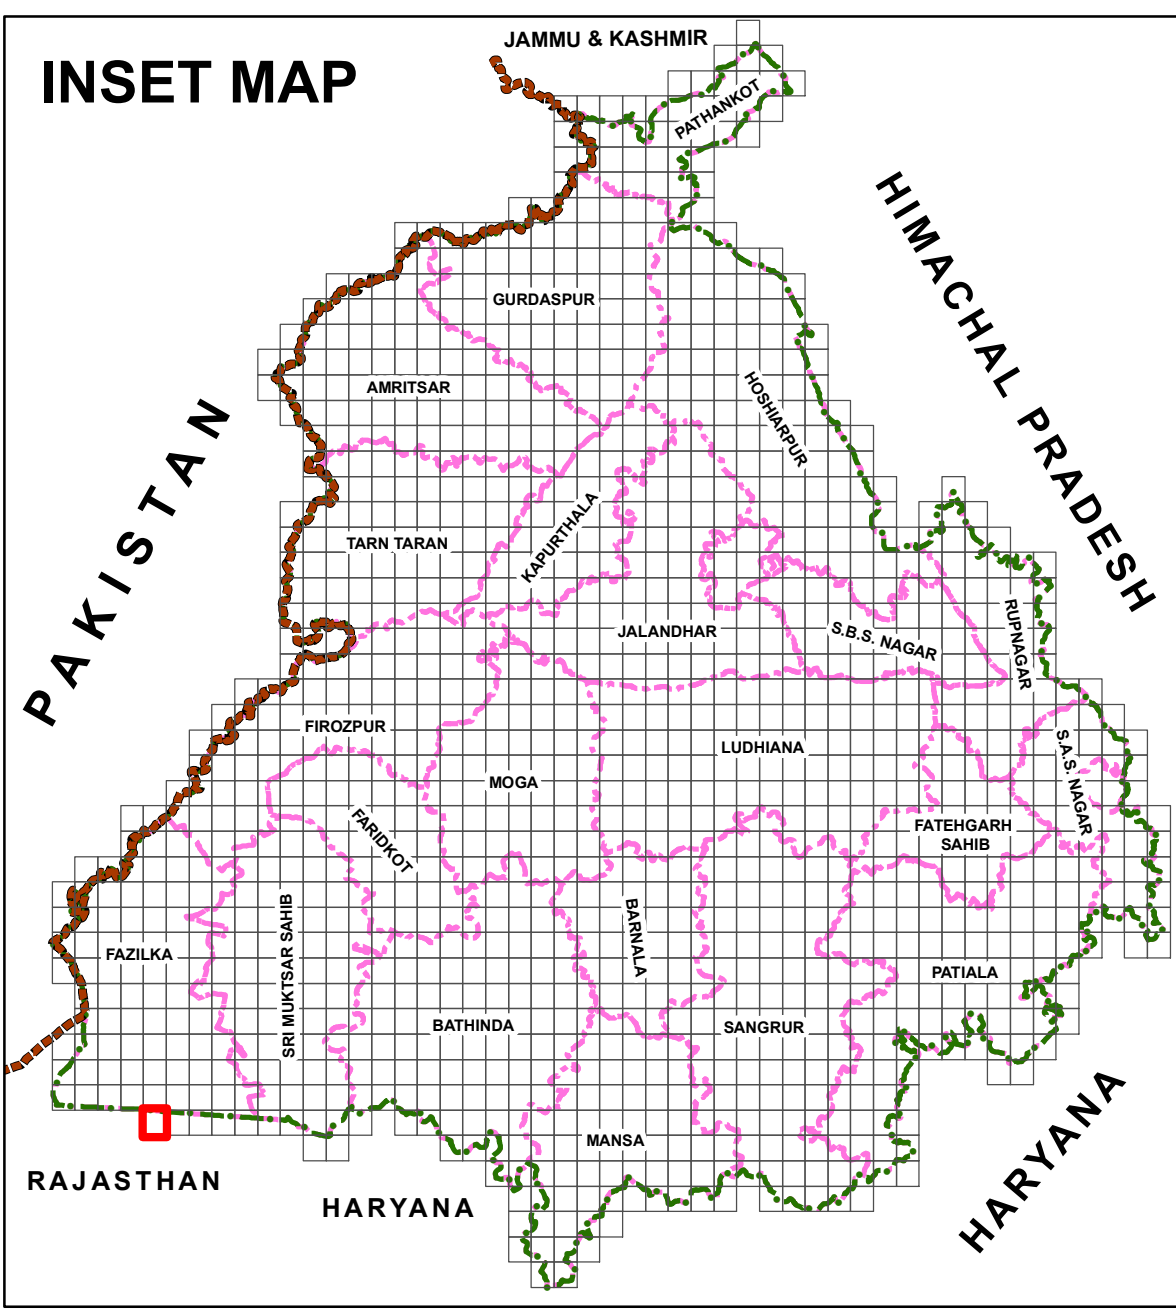 JAMMU & KASHMIR
INSET MAP
PATHANKOT
HIMACHAL PRADESH
GURDASPUR
AMRITSAR
HOSHIARPUR
PAKISTAN
KAPURTHALA
TARN TARAN
JALANDHAR
S.B.S. NAGAR
RUPNAGAR
FIROZPUR
LUDHIANA
S.A.S. NAGAR
MOGA
FARIDKOT
FATEHGARH
SAHIB
BARNALA
SRI MUKTSAR SAHIB
FAZILKA
PATIALA
BATHINDA
SANGRUR
MANSA
HARYANA
RAJASTHAN
HARYANA